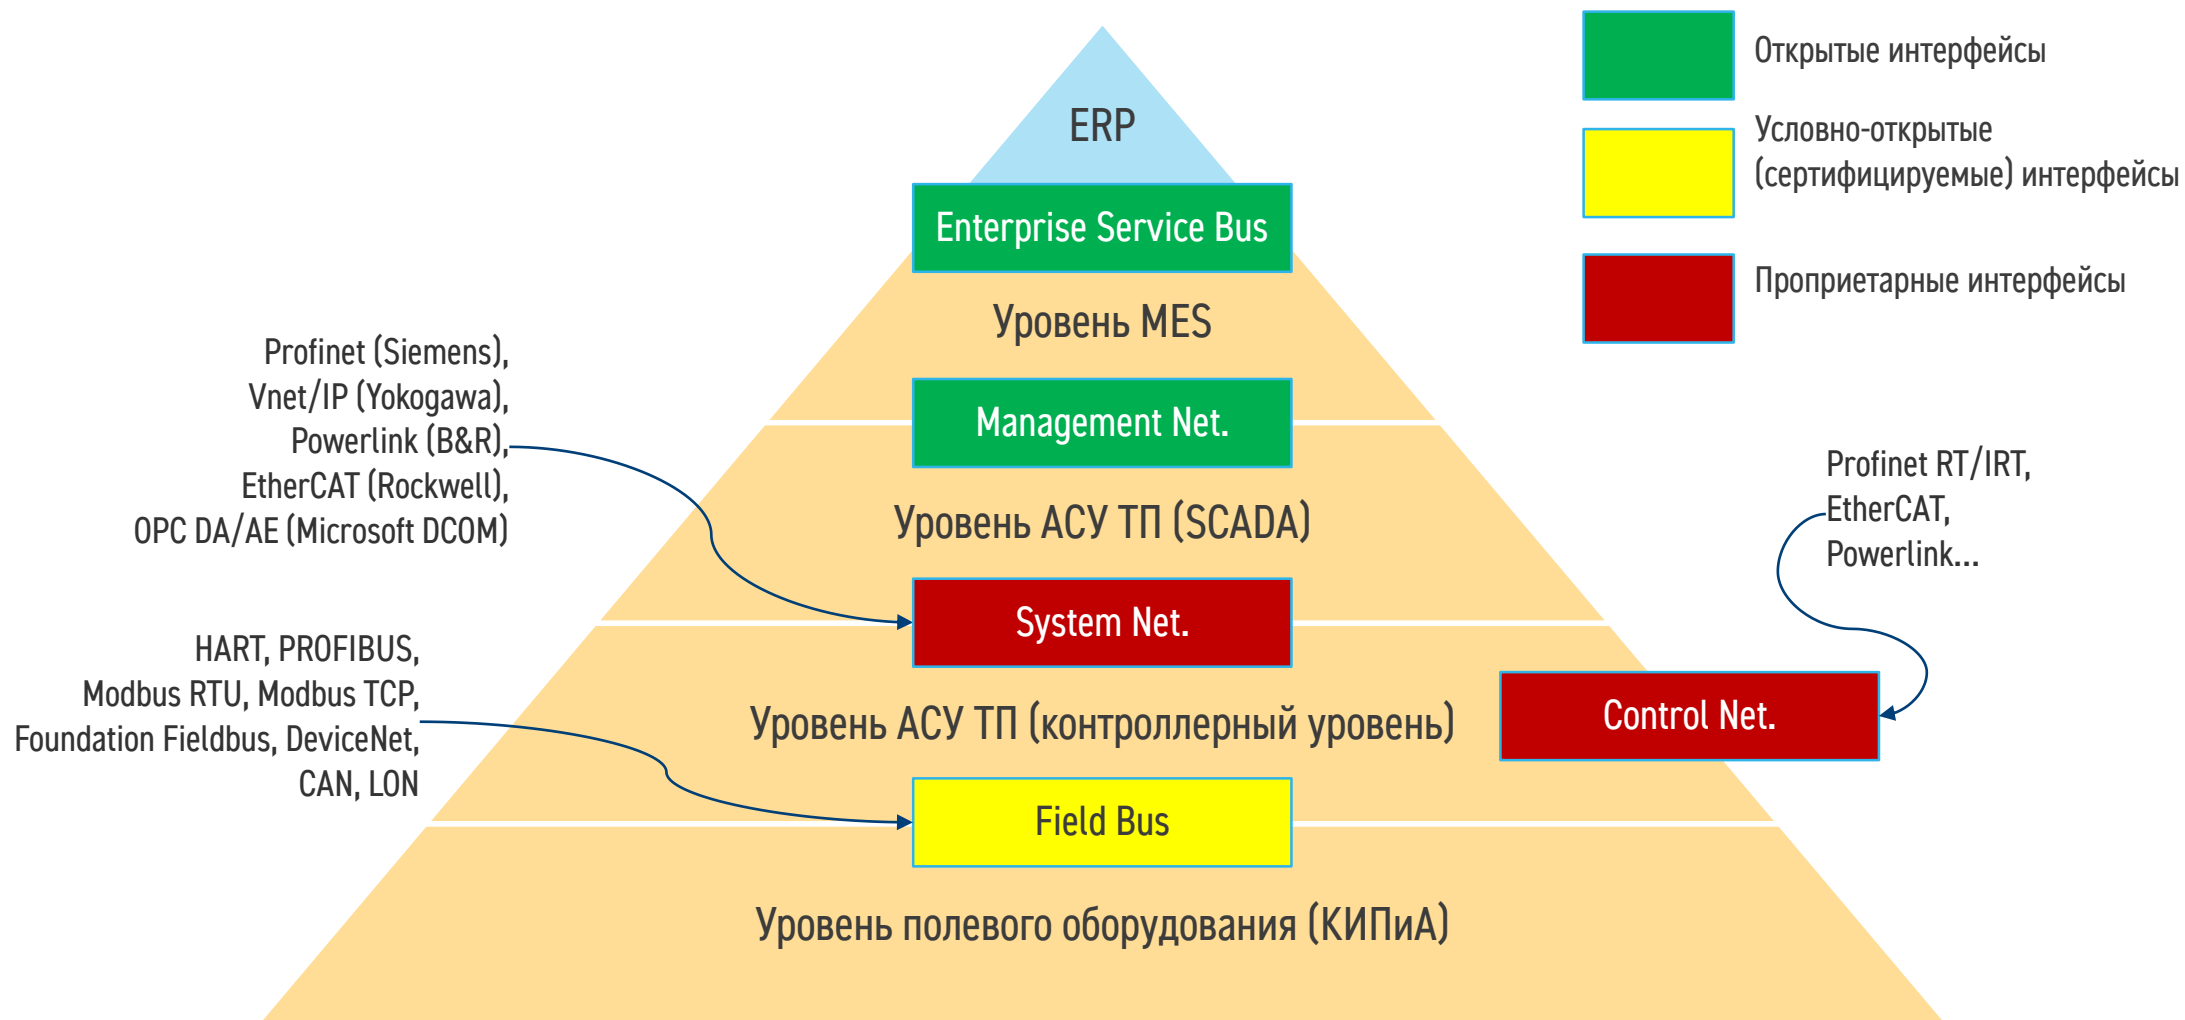 Открытые интерфейсы
Условно-открытые
(сертифицируемые) интерфейсы
Проприетарные интерфейсы
ERP
Enterprise Service Bus
Уровень MES
Management Net.
Уровень АСУ ТП (SCADA)
System Net.
Уровень АСУ ТП (контроллерный уровень)
Control Net.
Field Bus
Уровень полевого оборудования (КИПиА)
Profinet (Siemens),
Vnet/IP (Yokogawa),
Powerlink (B&R),
EtherCAT (Rockwell),
OPC DA/AE (Microsoft DCOM)
HART, PROFIBUS,
Modbus RTU, Modbus TCP,
Foundation Fieldbus, DeviceNet,
CAN, LON
Profinet RT/IRT,
EtherCAT,
Powerlink...